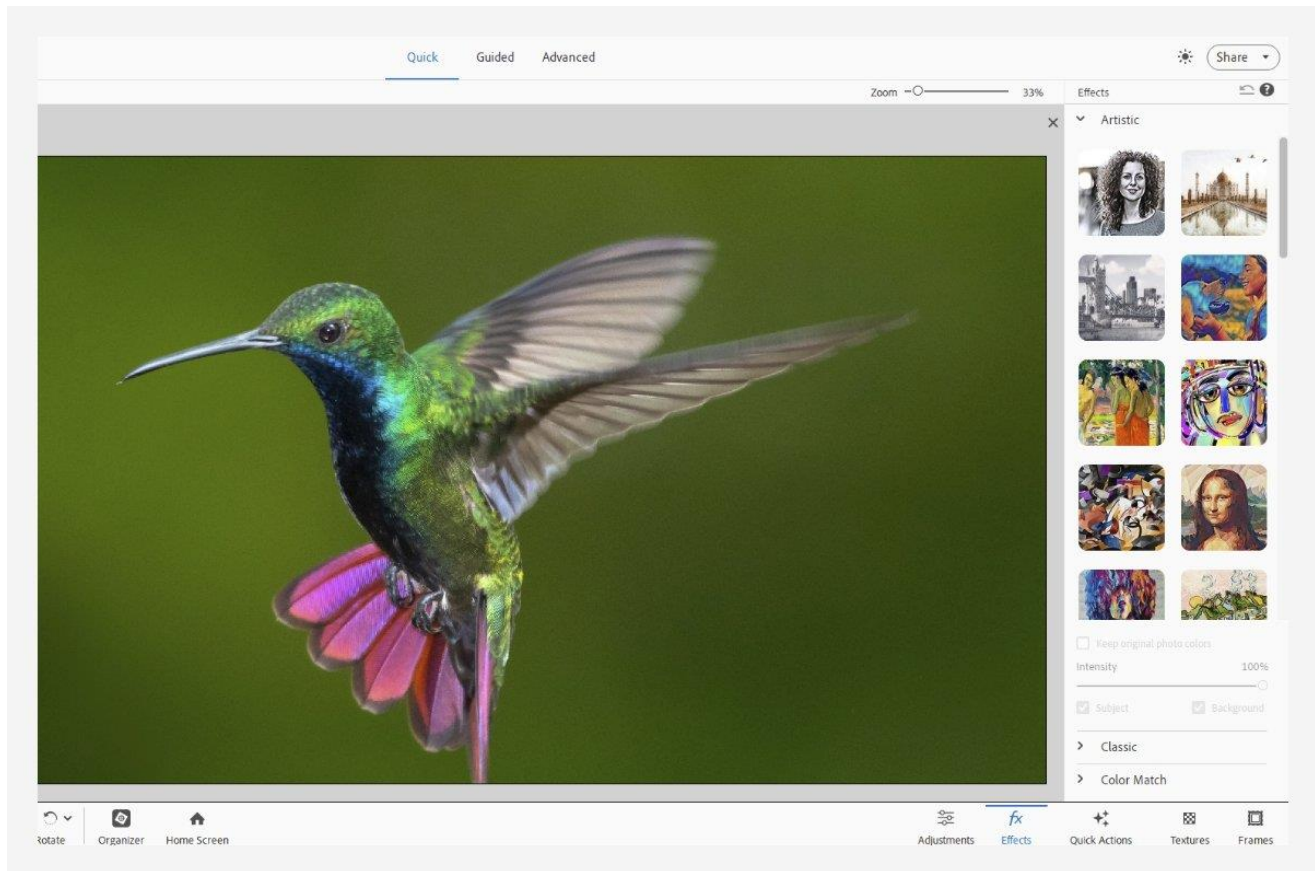 Quick Guided Advanced
Share
Zoom 33%
Effects
?
Artistic
Keep original photo colors
Intensity 100%
Subject Background
Classic
Color Match
Rotate Organizer Home Screen
Adjustments fx Effects Quick Actions Textures Frames